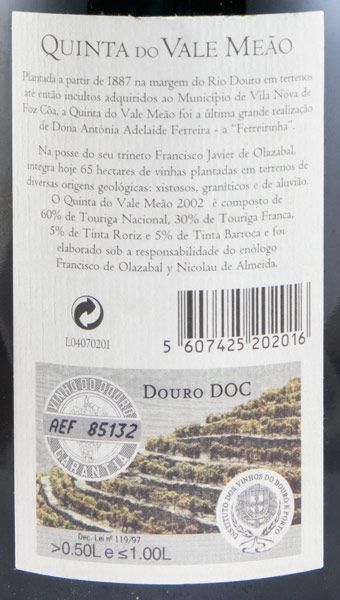 QUINTA DO VALE MEÃO
Plantada a partir de 1887 na margem do Rio Douro em terrenos
até então incultos adquiridos ao Município de Vila Nova de
Foz Côa, a Quinta do Vale Meão foi a última grande realização
de Dona Antónia Adelaide Ferreira - a "Ferreirinha".
Na posse do seu trineto Francisco Javier de Olazabal,
integra hoje 65 hectares de vinhas plantadas em terrenos de
diversas origens geológicas: xistosos, graníticos e de aluvião.
O Quinta do Vale Meão 2002 é composto de
60% de Touriga Nacional, 30% de Touriga Franca,
5% de Tinta Roriz e 5% de Tinta Barroca e foi
elaborado sob a responsabilidade do enólogo
Francisco de Olazabal y Nicolau de Almeida.
L0407020I
5 607425 202016
DOURO DOC
VINHO DO DOURO
AEF 85132
GARANTIA
INSTITUTO DOS VINHOS DO DOURO E PORTO
Dec. Lei nº 119/97
>0.50L e ≤1.00L